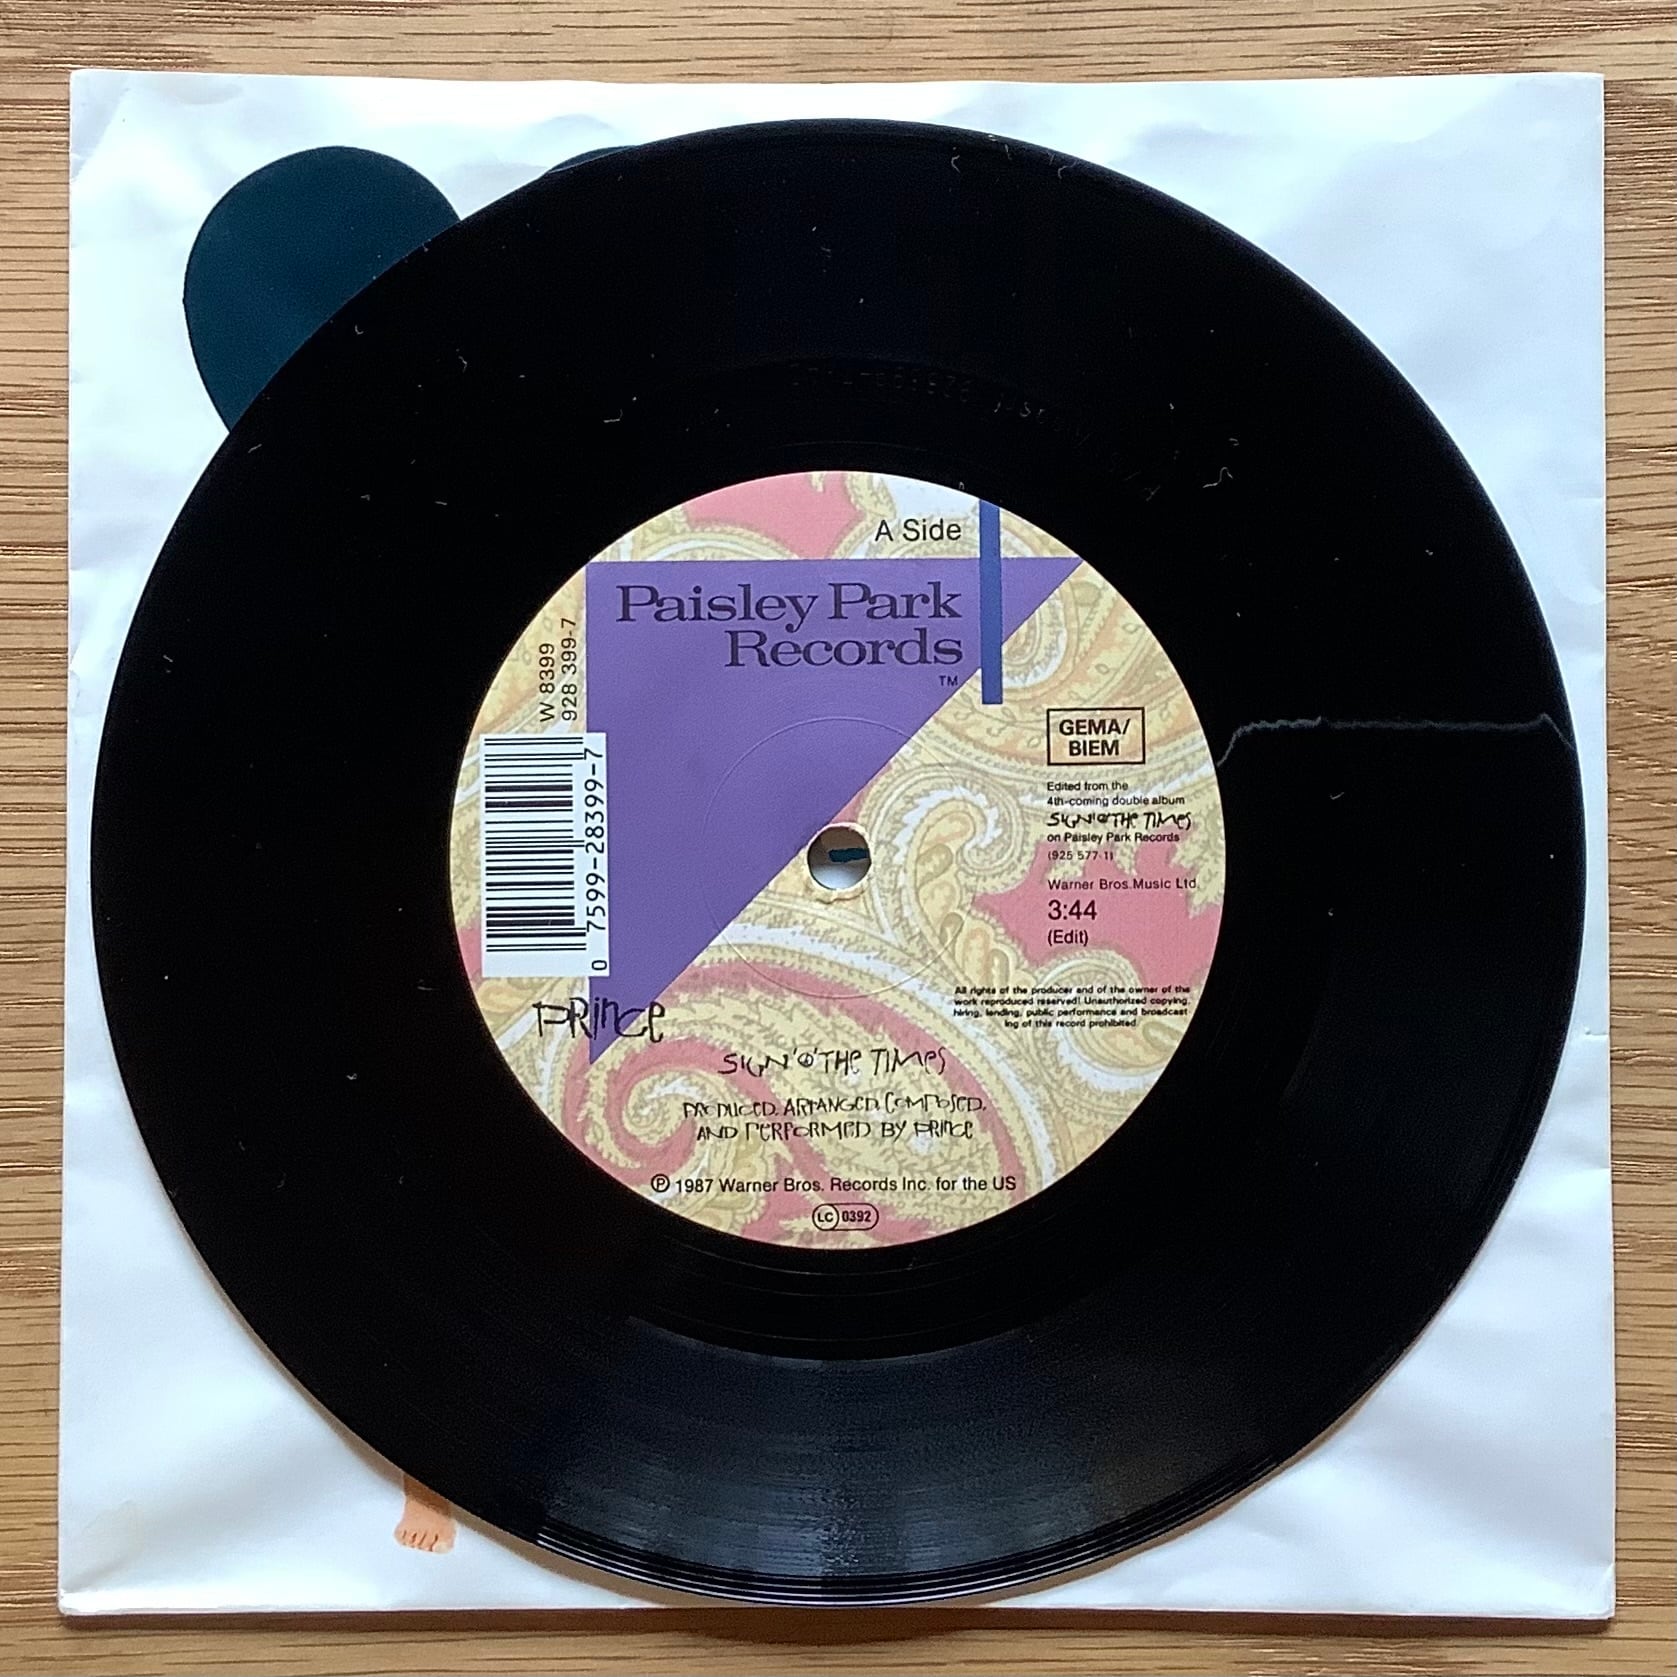 A Side
Paisley Park
Records
TM
W 8399
928 399-7
0 7599-28399-7
GEMA/
BIEM
Edited from the
4th-coming double album
SIGN 'O' THE TIMES
on Paisley Park Records
(925 577-1)
Warner Bros.Music Ltd.
3:44
(Edit)
All rights of the producer and of the owner of the
work reproduced reserved! Unauthorized copying,
hiring, lending, public performance and broadcast-
ing of this record prohibited.
PRINCE
SIGN 'O' THE TIMES
PRODUCED, ARRANGED, COMPOSED,
AND PERFORMED BY PRINCE
℗ 1987 Warner Bros. Records Inc. for the US
LC 0392